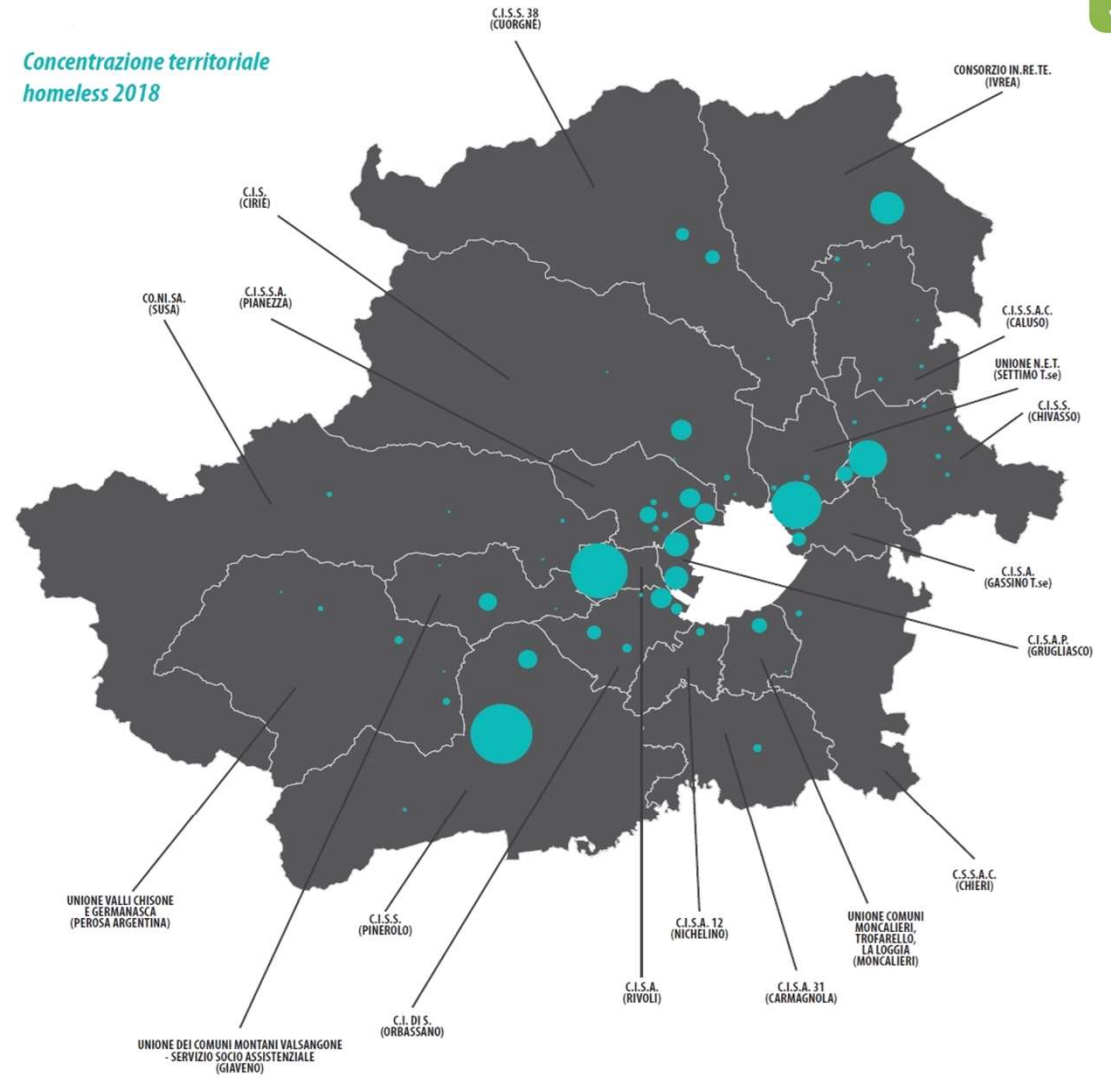 Concentrazione territoriale
homeless 2018
C.I.S.S. 38
(CUORGNÈ)
CONSORZIO IN.RE.TE.
(IVREA)
C.I.S.
(CIRIÈ)
C.I.S.S.A.
(PIANEZZA)
CO.NI.SA.
(SUSA)
C.I.S.S.A.C.
(CALUSO)
UNIONE N.E.T.
(SETTIMO T.se)
C.I.S.S.
(CHIVASSO)
C.I.S.A.
(GASSINO T.se)
C.I.S.A.P.
(GRUGLIASCO)
C.S.S.A.C.
(CHIERI)
UNIONE COMUNI
MONCALIERI,
TROFARELLO,
LA LOGGIA
(MONCALIERI)
C.I.S.A. 31
(CARMAGNOLA)
C.I.S.A. 12
(NICHELINO)
C.I.S.A.
(RIVOLI)
C.I. DI S.
(ORBASSANO)
C.I.S.S.
(PINEROLO)
UNIONE VALLI CHISONE
E GERMANASCA
(PEROSA ARGENTINA)
UNIONE DEI COMUNI MONTANI VALSANGONE
- SERVIZIO SOCIO ASSISTENZIALE
(GIAVENO)